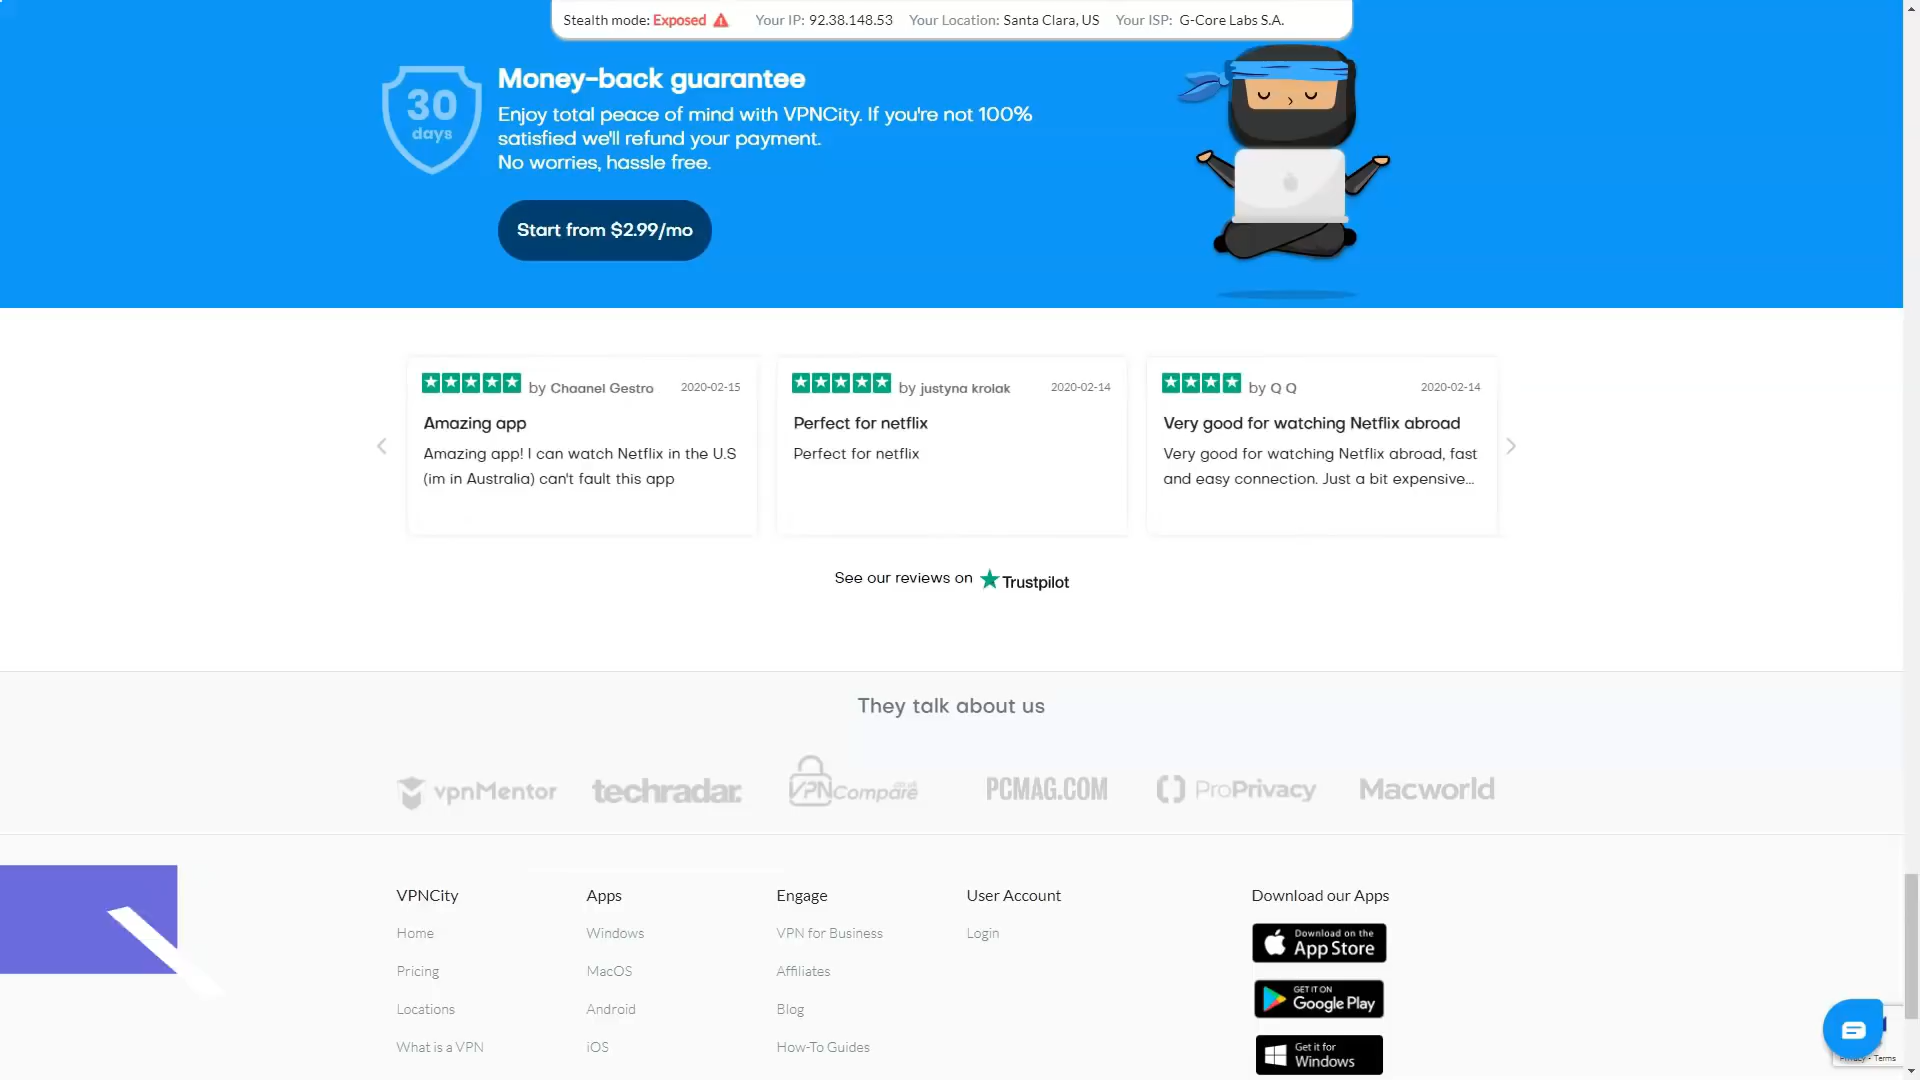 Stealth mode: Exposed Your IP: 92.38.148.53 Your Location: Santa Clara, US Your ISP: G-Core Labs S.A.
30
days
Money-back guarantee
Enjoy total peace of mind with VPNCity. If you're not 100%
satisfied we'll refund your payment.
No worries, hassle free.
Start from $2.99/mo
by Chaanel Gestro 2020-02-15
Amazing app
Amazing app! I can watch Netflix in the U.S
(im in Australia) can't fault this app
by justyna krolak 2020-02-14
Perfect for netflix
Perfect for netflix
by Q Q 2020-02-14
Very good for watching Netflix abroad
Very good for watching Netflix abroad, fast
and easy connection. Just a bit expensive...
See our reviews on Trustpilot
They talk about us
vpnMentor techradar. VPN Compare PCMAG.COM ProPrivacy Macworld
VPNCity Apps Engage User Account Download our Apps
Home Windows VPN for Business Login
Download on the
App Store
Pricing MacOS Affiliates
GET IT ON
Google Play
Locations Android Blog
What is a VPN iOS How-To Guides
Get it for
Windows
Privacy - Terms